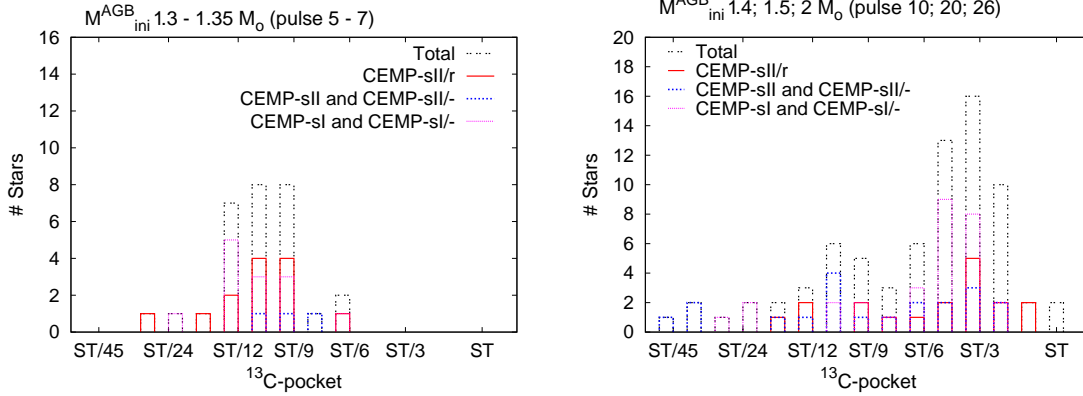 M^AGB_ini 1.3 - 1.35 M_o (pulse 5 - 7)
16
14
12
10
8
6
4
2
0
# Stars
Total
CEMP-sII/r
CEMP-sII and CEMP-sII/-
CEMP-sI and CEMP-sI/-
ST/45 ST/24 ST/12 ST/9 ST/6 ST/3 ST
13C-pocket
M^AGB_ini 1.4; 1.5; 2 M_o (pulse 10; 20; 26)
20
18
16
14
12
10
8
6
4
2
0
# Stars
Total
CEMP-sII/r
CEMP-sII and CEMP-sII/-
CEMP-sI and CEMP-sI/-
ST/45 ST/24 ST/12 ST/9 ST/6 ST/3 ST
13C-pocket